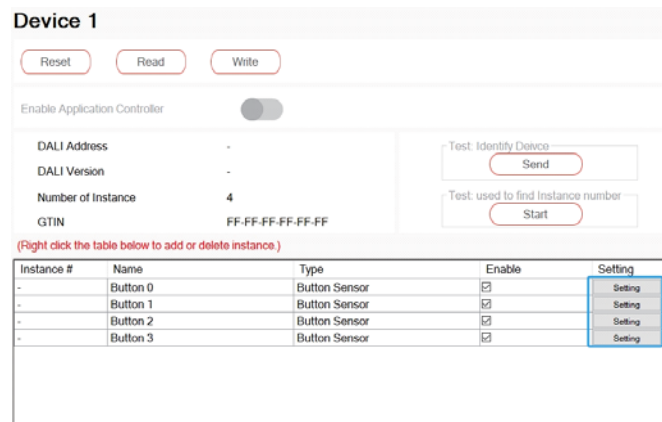 Device 1
Reset Read Write
Enable Application Controller
DALI Address -
DALI Version -
Number of Instance 4
GTIN FF-FF-FF-FF-FF-FF
Test: Identify Deivce
Send
Test: used to find Instance number
Start
(Right click the table below to add or delete instance.)
Instance # Name Type Enable Setting
- Button 0 Button Sensor Setting
- Button 1 Button Sensor Setting
- Button 2 Button Sensor Setting
- Button 3 Button Sensor Setting